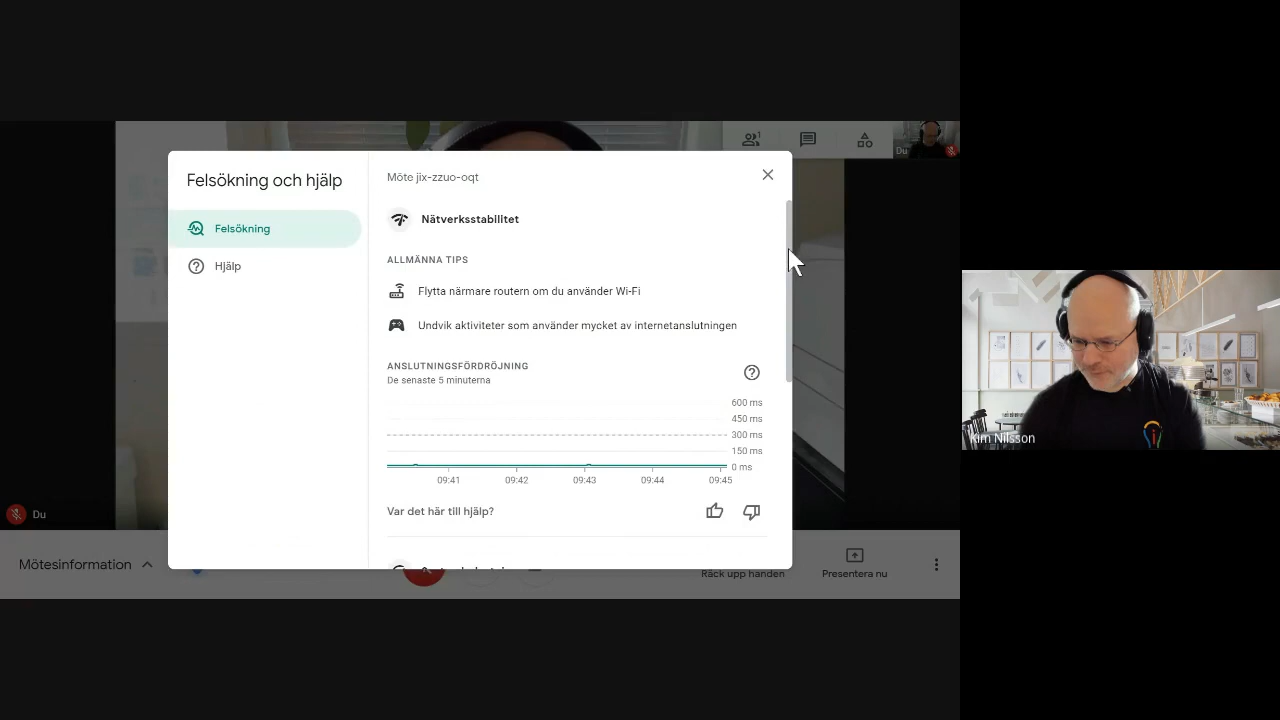 Du
Felsökning och hjälp
Möte jix-zzuo-oqt
Felsökning
Hjälp
Nätverksstabilitet
ALLMÄNNA TIPS
Flytta närmare routern om du använder Wi-Fi
Undvik aktiviteter som använder mycket av internetanslutningen
ANSLUTNINGSFÖRDRÖJNING
De senaste 5 minuterna
600 ms
450 ms
300 ms
150 ms
0 ms
09:41
09:42
09:43
09:44
09:45
Var det här till hjälp?
Kim Nilsson
Du
Mötesinformation
Räck upp handen
Presentera nu